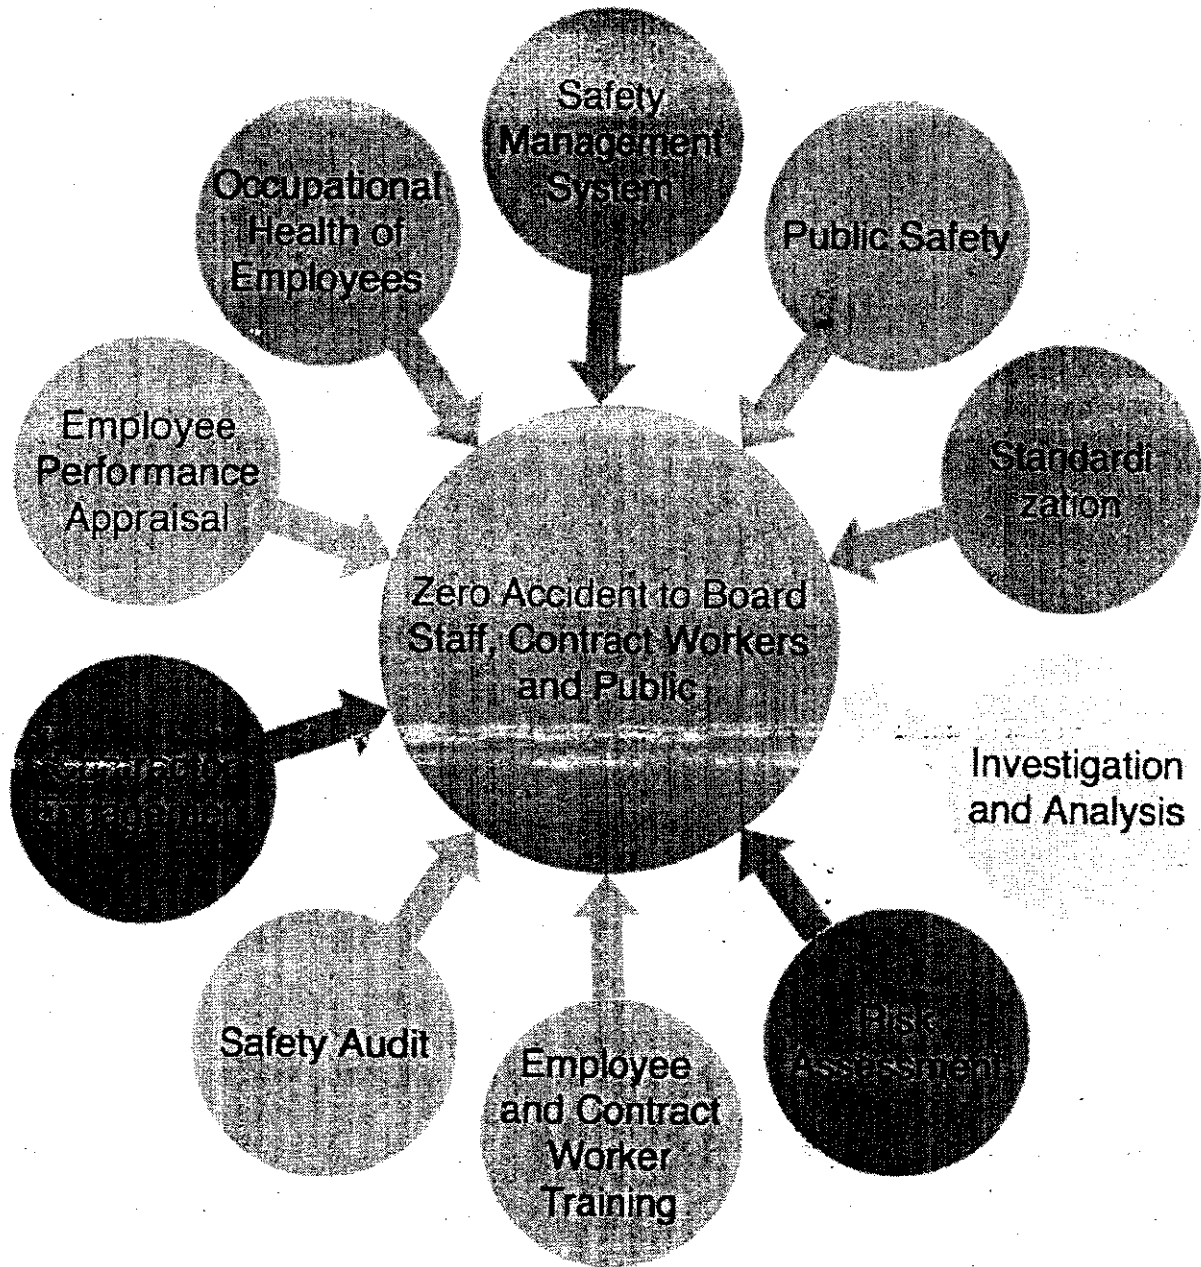 Safety
Management
System
Public Safety
Standardi
zation
Investigation
and Analysis
Risk
Assessment
Employee
and Contract
Worker
Training
Safety Audit
Employee
Performance
Appraisal
Occupational
Health of
Employees
Zero Accident to Board
Staff, Contract Workers
and Public